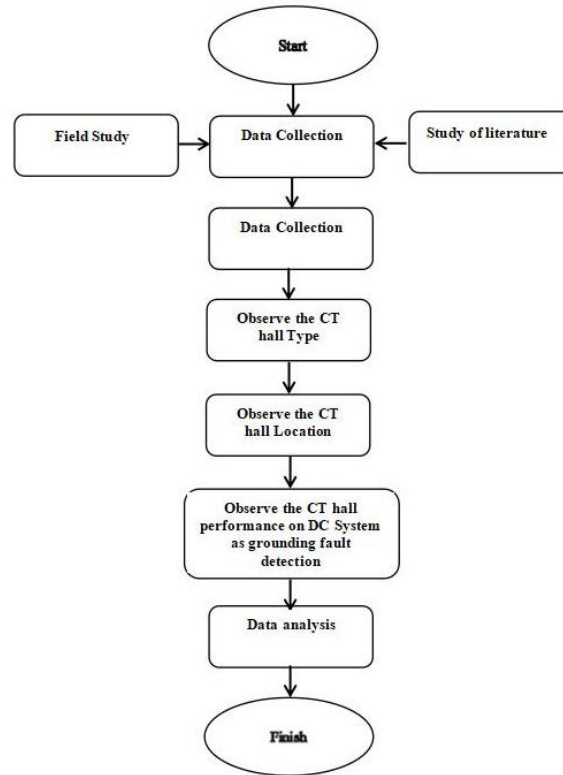 Start
Field Study
Data Collection
Study of literature
Data Collection
Observe the CT
hall Type
Observe the CT
hall Location
Observe the CT hall
performance on DC System
as grounding fault
detection
Data analysis
Finish